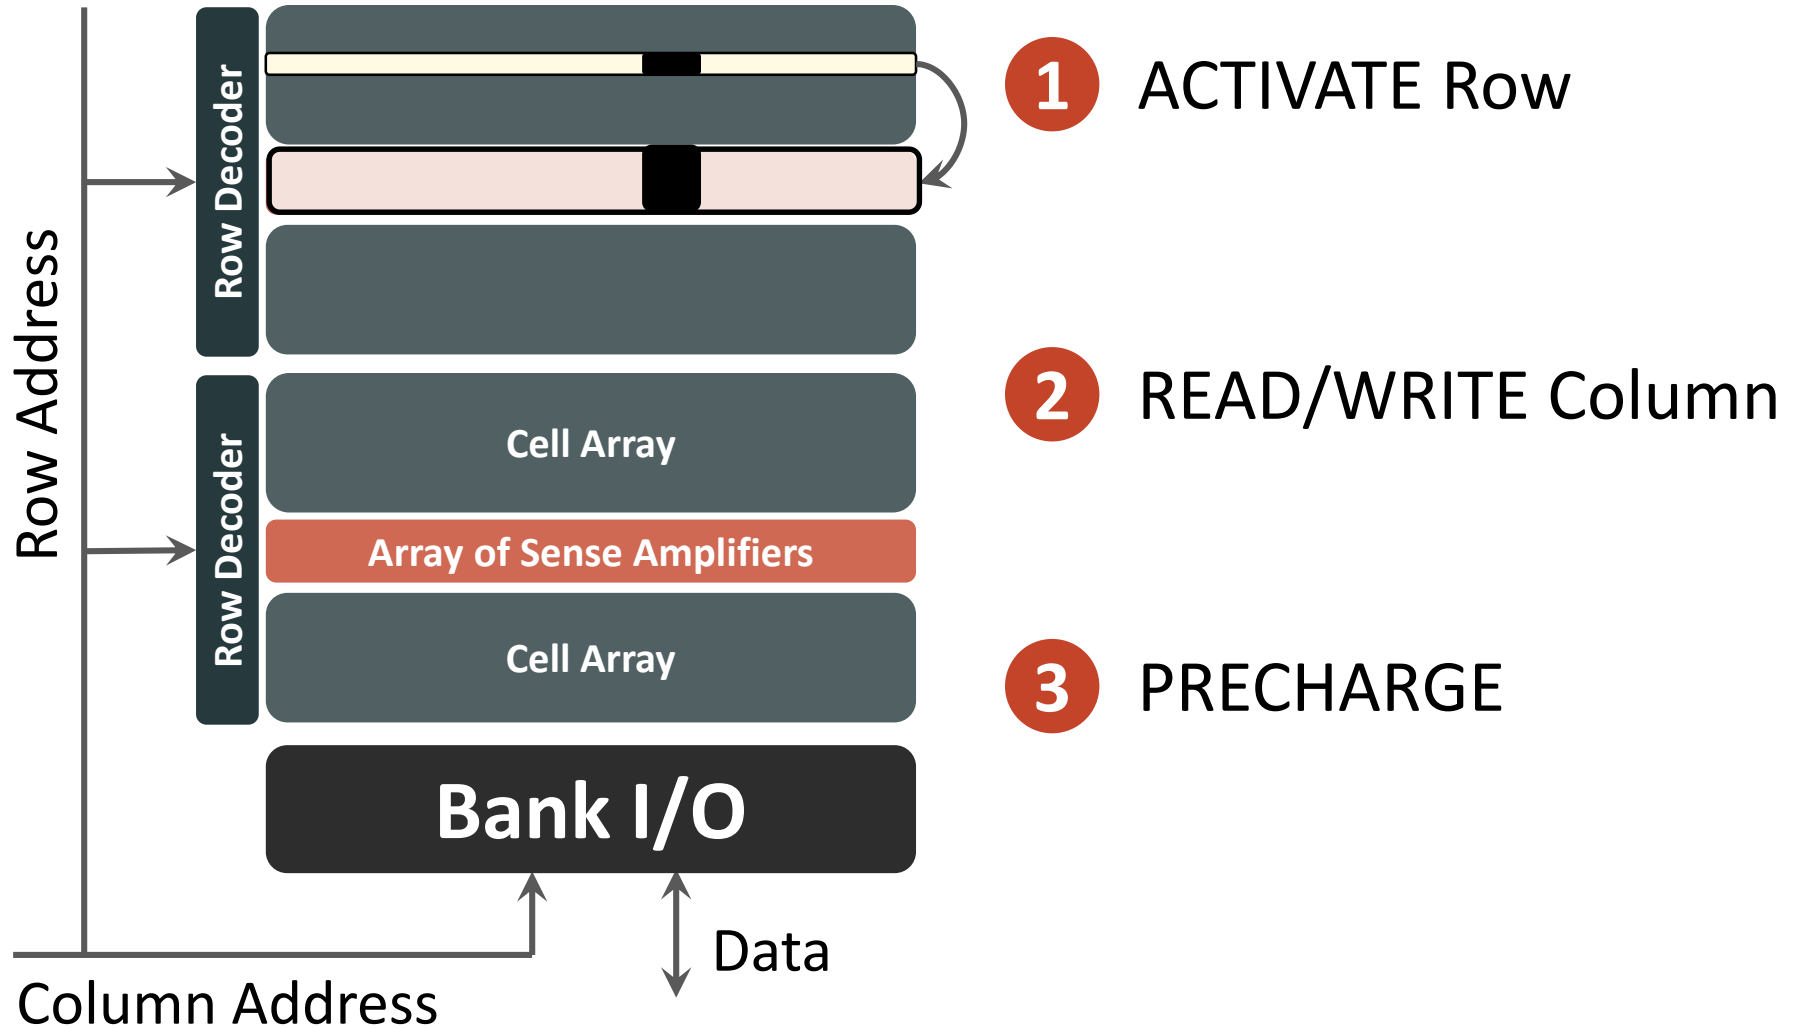 Row Address
Row Decoder
Row Decoder
Cell Array
Array of Sense Amplifiers
Cell Array
Bank I/O
Data
Column Address
1 ACTIVATE Row
2 READ/WRITE Column
3 PRECHARGE